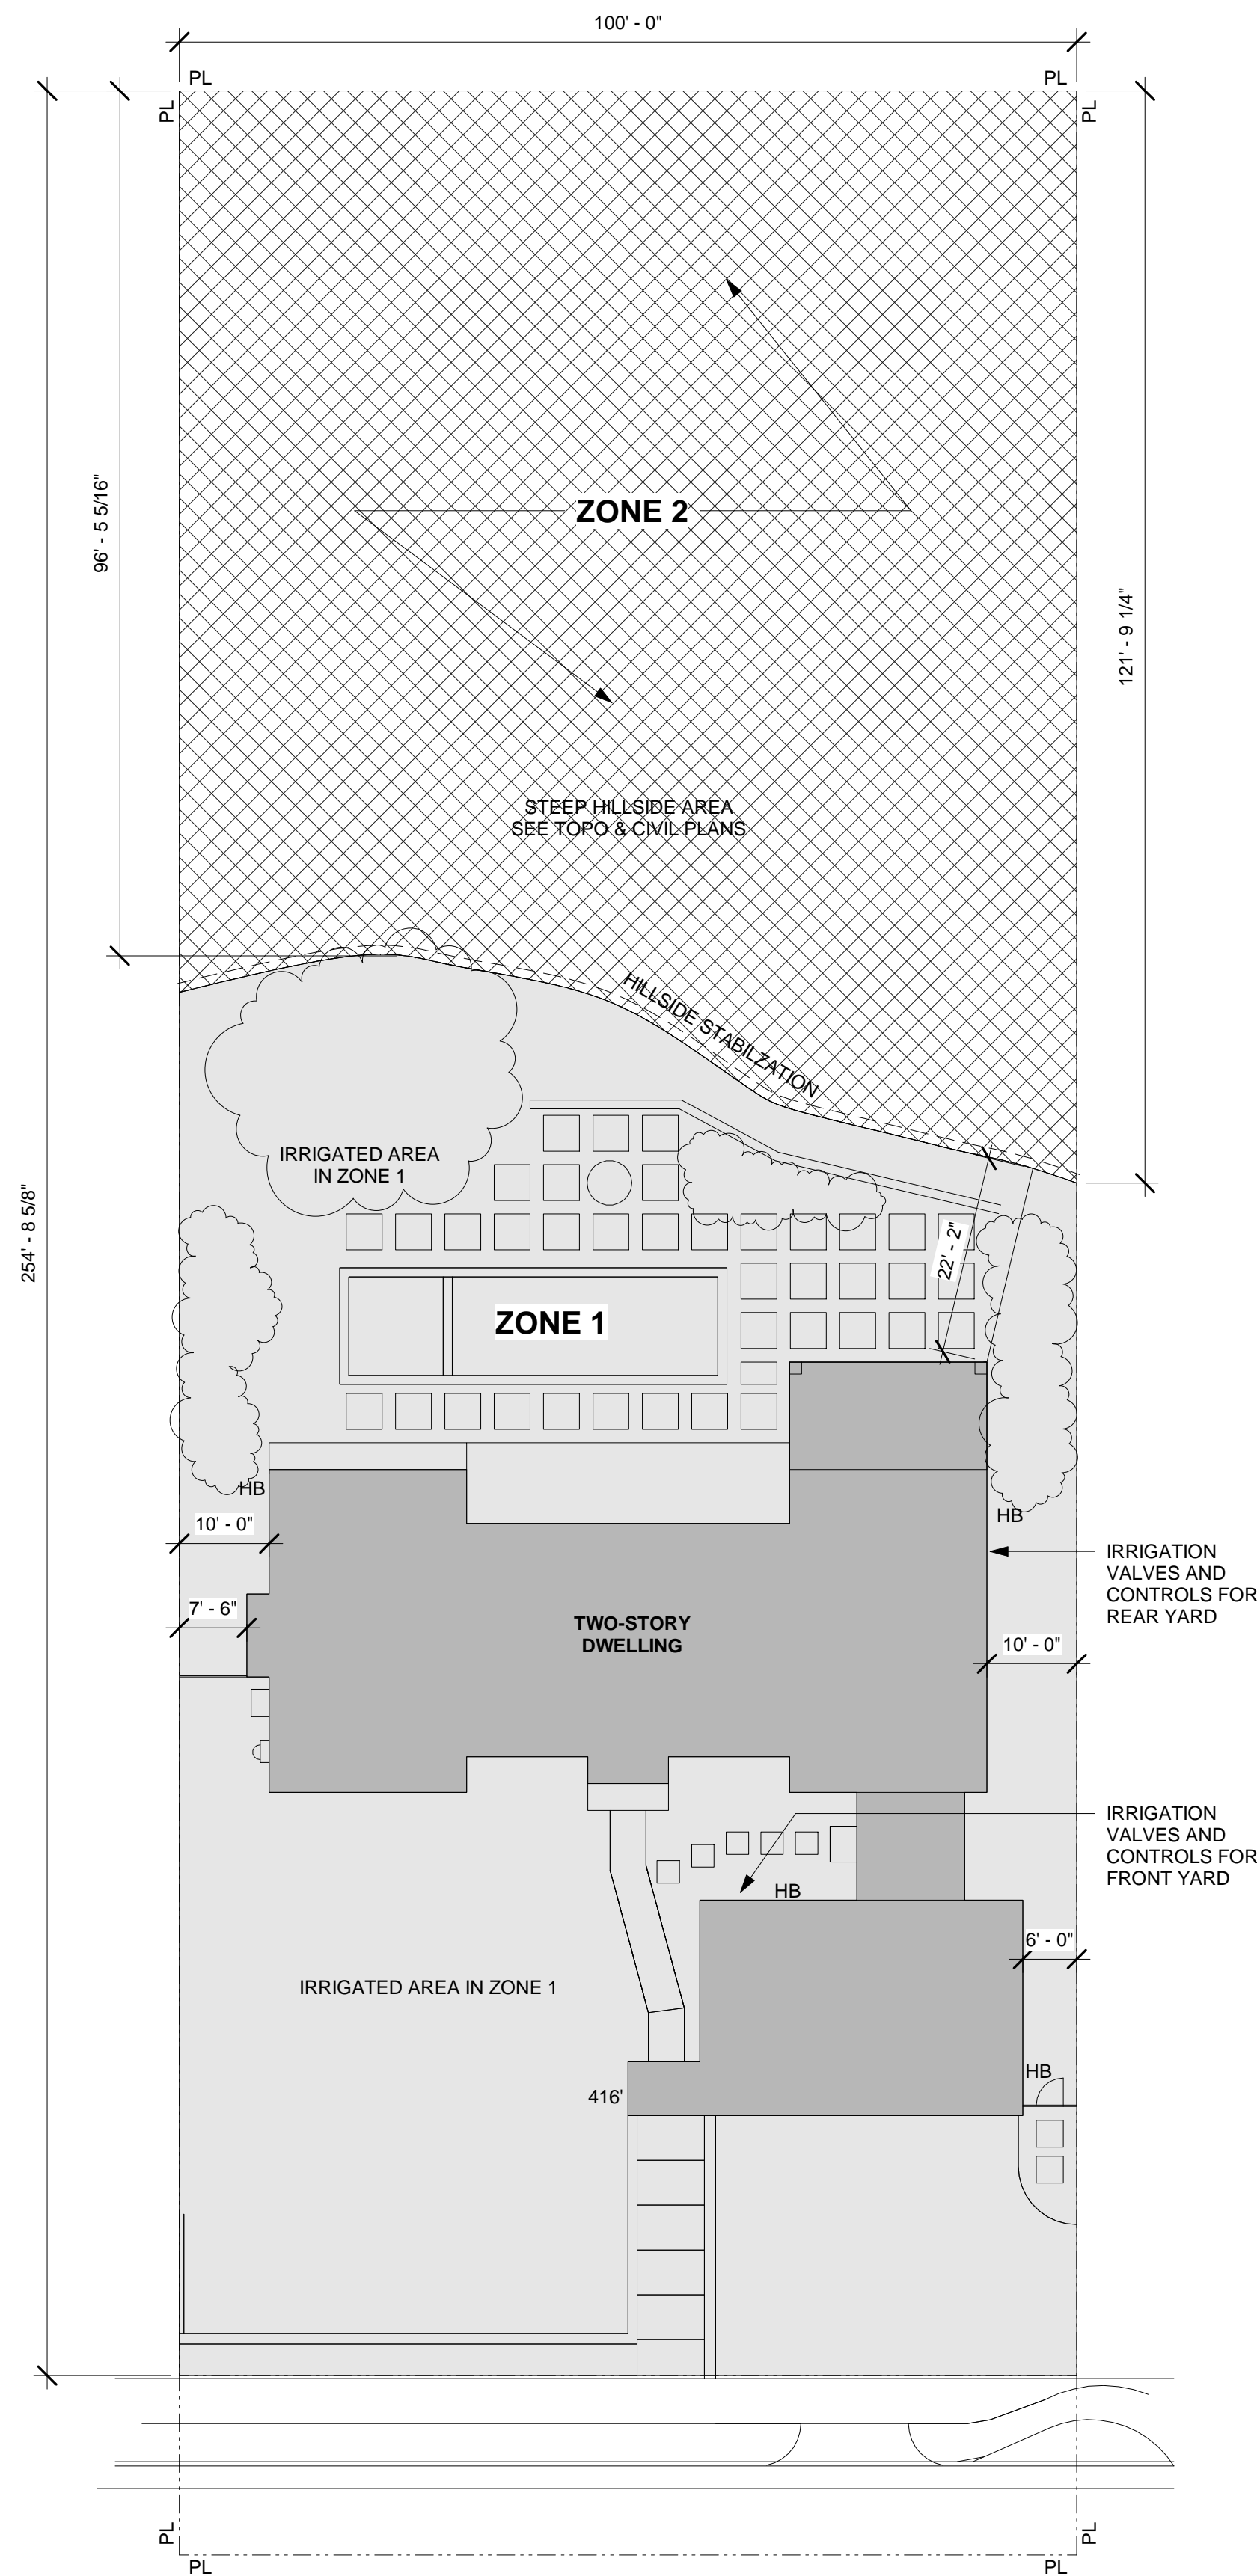 100' - 0"
PL
PL
PL
PL
96' - 5 5/16"
ZONE 2
121' - 9 1/4"
STEEP HILLSIDE AREA
SEE TOPO & CIVIL PLANS
HILLSIDE STABILZATION
IRRIGATED AREA
IN ZONE 1
254' - 8 5/8"
22' - 2"
ZONE 1
HB
HB
10' - 0"
IRRIGATION
VALVES AND
CONTROLS FOR
REAR YARD
7' - 6"
TWO-STORY
DWELLING
10' - 0"
IRRIGATION
VALVES AND
CONTROLS FOR
FRONT YARD
HB
6' - 0"
IRRIGATED AREA IN ZONE 1
HB
416'
PL
PL
PL
PL